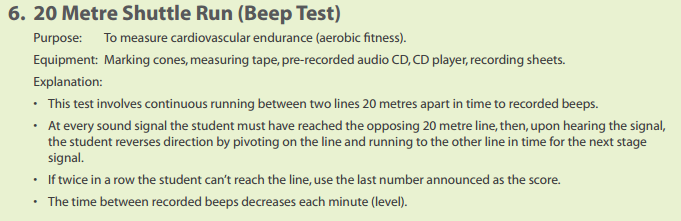 6. 20 Metre Shuttle Run (Beep Test)
Purpose: To measure cardiovascular endurance (aerobic fitness).
Equipment: Marking cones, measuring tape, pre-recorded audio CD, CD player, recording sheets.
Explanation:
• This test involves continuous running between two lines 20 metres apart in time to recorded beeps.
• At every sound signal the student must have reached the opposing 20 metre line, then, upon hearing the signal,
the student reverses direction by pivoting on the line and running to the other line in time for the next stage
signal.
• If twice in a row the student can't reach the line, use the last number announced as the score.
• The time between recorded beeps decreases each minute (level).